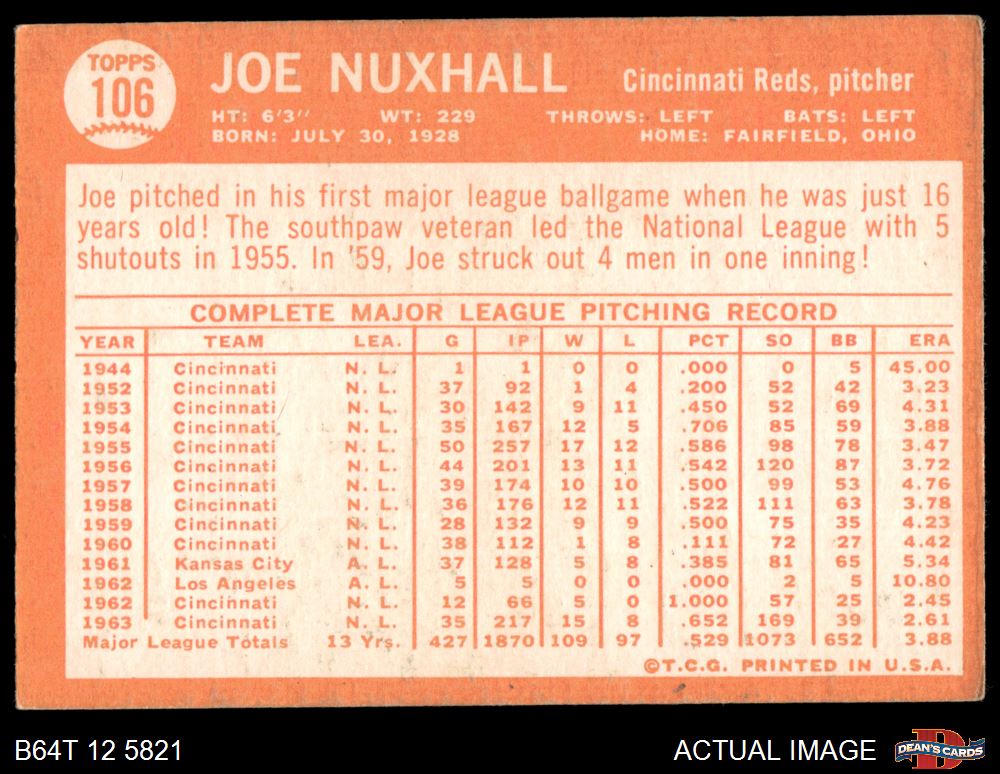 TOPPS
106
JOE NUXHALL Cincinnati Reds, pitcher
HT: 6'3" WT: 229 THROWS: LEFT BATS: LEFT
BORN: JULY 30, 1928 HOME: FAIRFIELD, OHIO
Joe pitched in his first major league ballgame when he was just 16
years old! The southpaw veteran led the National League with 5
shutouts in 1955. In '59, Joe struck out 4 men in one inning!
COMPLETE MAJOR LEAGUE PITCHING RECORD
YEAR TEAM LEA. G IP W L PCT SO BB ERA
1944 Cincinnati N. L. 1 1 0 0 .000 0 5 45.00
1952 Cincinnati N. L. 37 92 1 4 .200 52 42 3.23
1953 Cincinnati N. L. 30 142 9 11 .450 52 69 4.31
1954 Cincinnati N. L. 35 167 12 5 .706 85 59 3.88
1955 Cincinnati N. L. 50 257 17 12 .586 98 78 3.47
1956 Cincinnati N. L. 44 201 13 11 .542 120 87 3.72
1957 Cincinnati N. L. 39 174 10 10 .500 99 53 4.76
1958 Cincinnati N. L. 36 176 12 11 .522 111 63 3.78
1959 Cincinnati N. L. 28 132 9 9 .500 75 35 4.23
1960 Cincinnati N. L. 38 112 1 8 .111 72 27 4.42
1961 Kansas City A. L. 37 128 5 8 .385 81 65 5.34
1962 Los Angeles A. L. 5 5 0 0 .000 2 5 10.80
1962 Cincinnati N. L. 12 66 5 0 1.000 57 25 2.45
1963 Cincinnati N. L. 35 217 15 8 .652 169 39 2.61
Major League Totals 13 Yrs. 427 1870 109 97 .529 1073 652 3.88
©T.C.G. PRINTED IN U.S.A.
B64T 12 5821 ACTUAL IMAGE DEAN'S CARDS